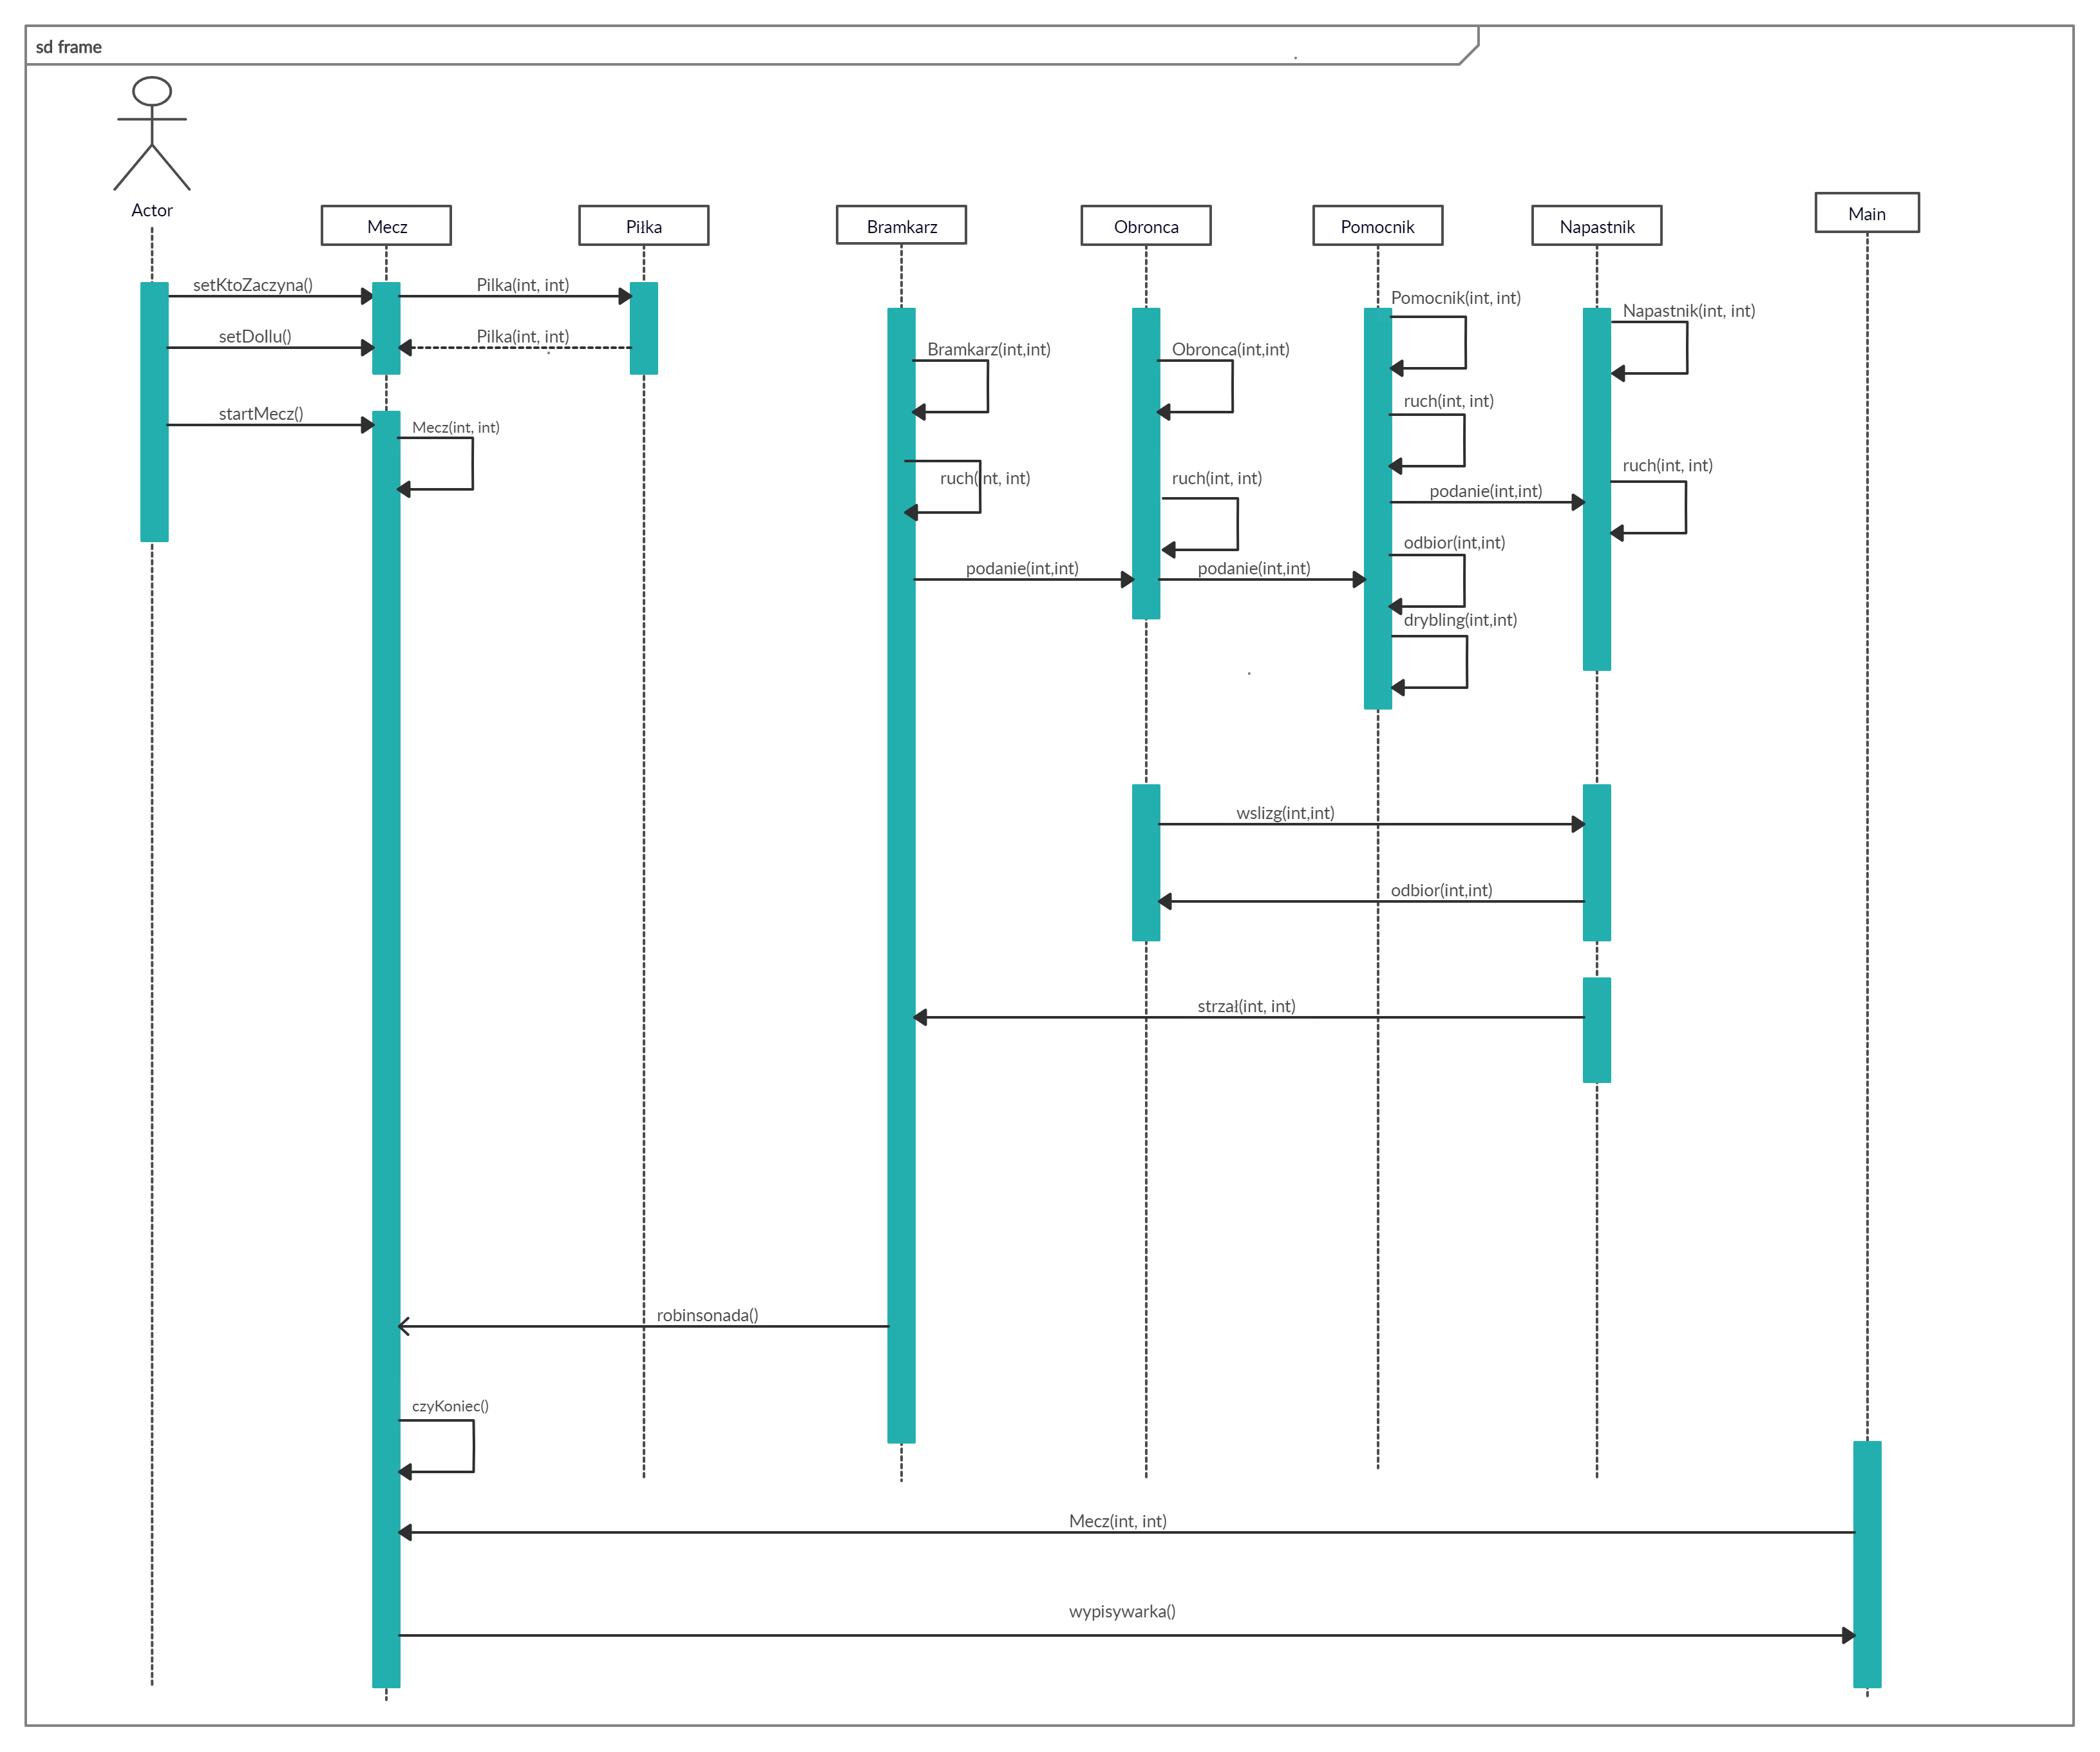 sd frame
Actor
Mecz
Piłka
Bramkarz
Obronca
Pomocnik
Napastnik
Main
setKtoZaczyna()
Pilka(int, int)
Pomocnik(int, int)
Napastnik(int, int)
setDoIlu()
Pilka(int, int)
Bramkarz(int,int)
Obronca(int,int)
startMecz()
Mecz(int, int)
ruch(int, int)
ruch(int, int)
ruch(int, int)
ruch(int, int)
podanie(int,int)
odbior(int,int)
podanie(int,int)
podanie(int,int)
drybling(int,int)
wslizg(int,int)
odbior(int,int)
strzał(int, int)
robinsonada()
czyKoniec()
Mecz(int, int)
wypisywarka()